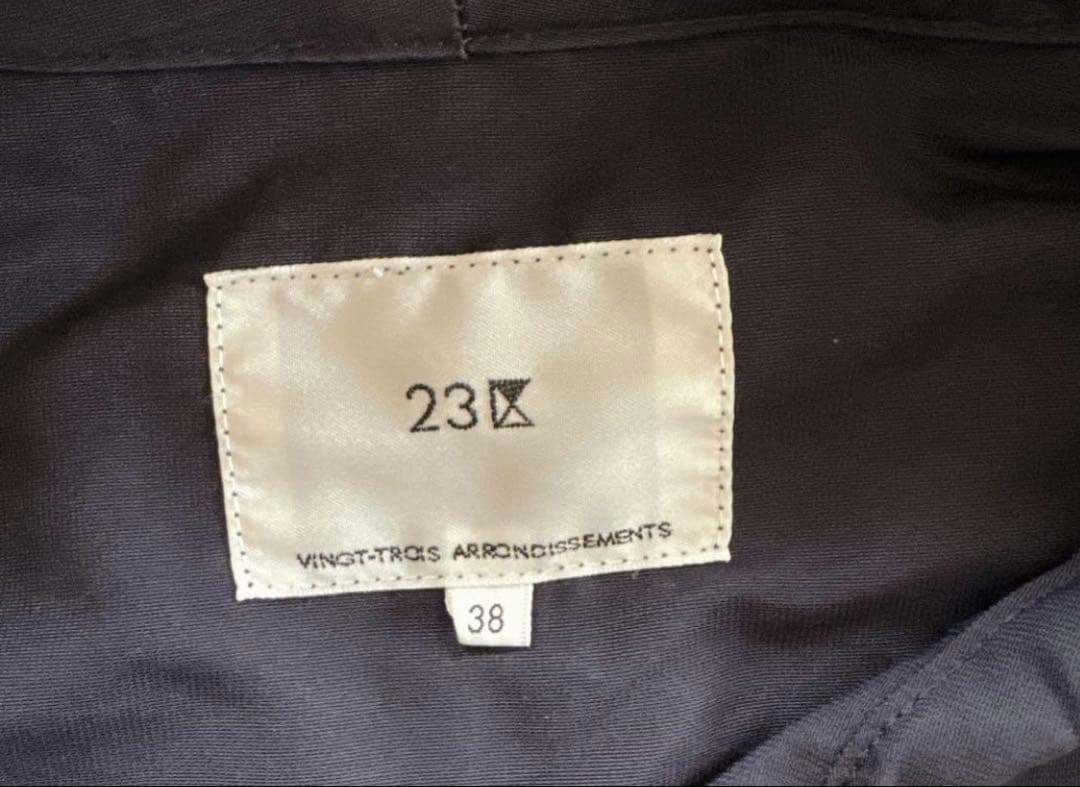 23区
VINGT-TROIS ARRONDISSEMENTS
38